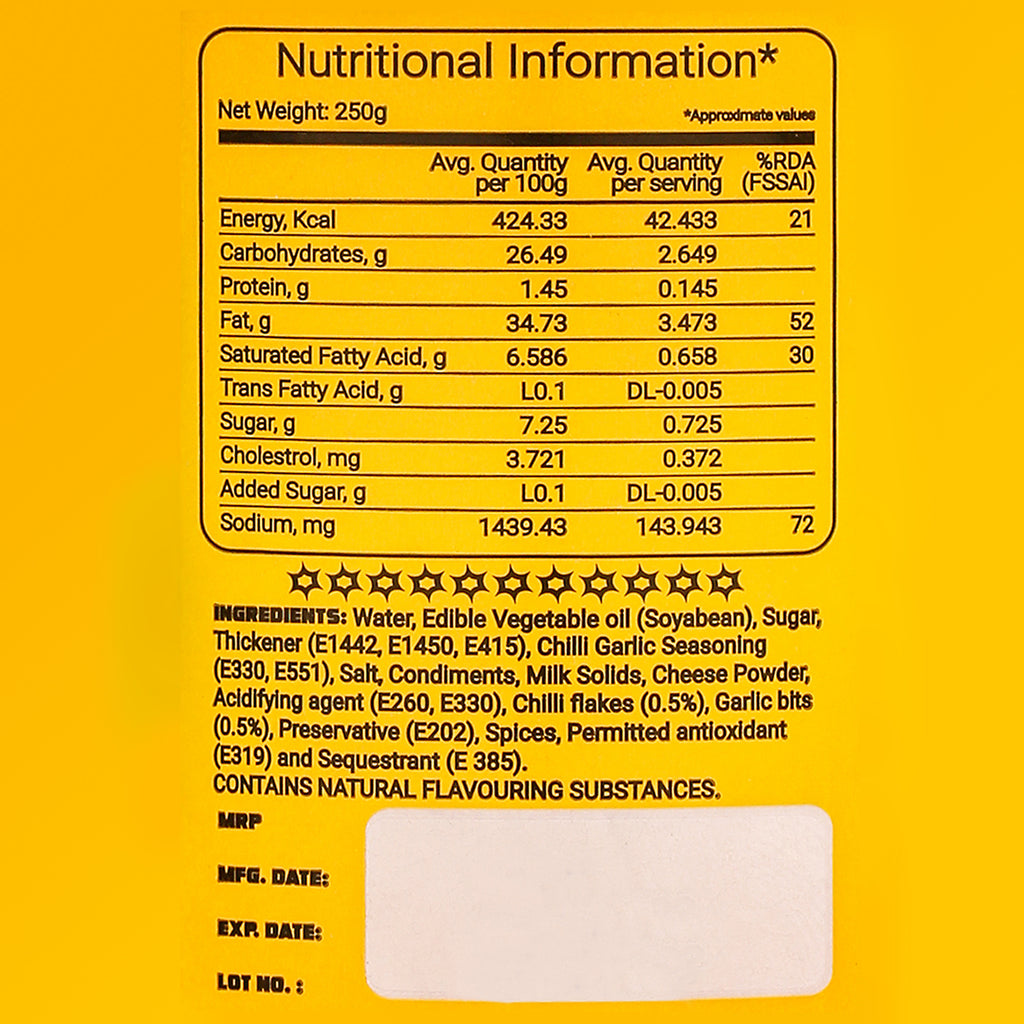 Nutritional Information*
Net Weight: 250g *Approximate values
Avg. Quantity per 100g Avg. Quantity per serving %RDA (FSSAI)
Energy, Kcal 424.33 42.433 21
Carbohydrates, g 26.49 2.649
Protein, g 1.45 0.145
Fat, g 34.73 3.473 52
Saturated Fatty Acid, g 6.586 0.658 30
Trans Fatty Acid, g L0.1 DL-0.005
Sugar, g 7.25 0.725
Cholestrol, mg 3.721 0.372
Added Sugar, g L0.1 DL-0.005
Sodium, mg 1439.43 143.943 72
INGREDIENTS: Water, Edible Vegetable oil (Soyabean), Sugar,
Thickener (E1442, E1450, E415), Chilli Garlic Seasoning
(E330, E551), Salt, Condiments, Milk Solids, Cheese Powder,
Acidifying agent (E260, E330), Chilli flakes (0.5%), Garlic bits
(0.5%), Preservative (E202), Spices, Permitted antioxidant
(E319) and Sequestrant (E 385).
CONTAINS NATURAL FLAVOURING SUBSTANCES.
MRP
MFG. DATE:
EXP. DATE:
LOT NO. :